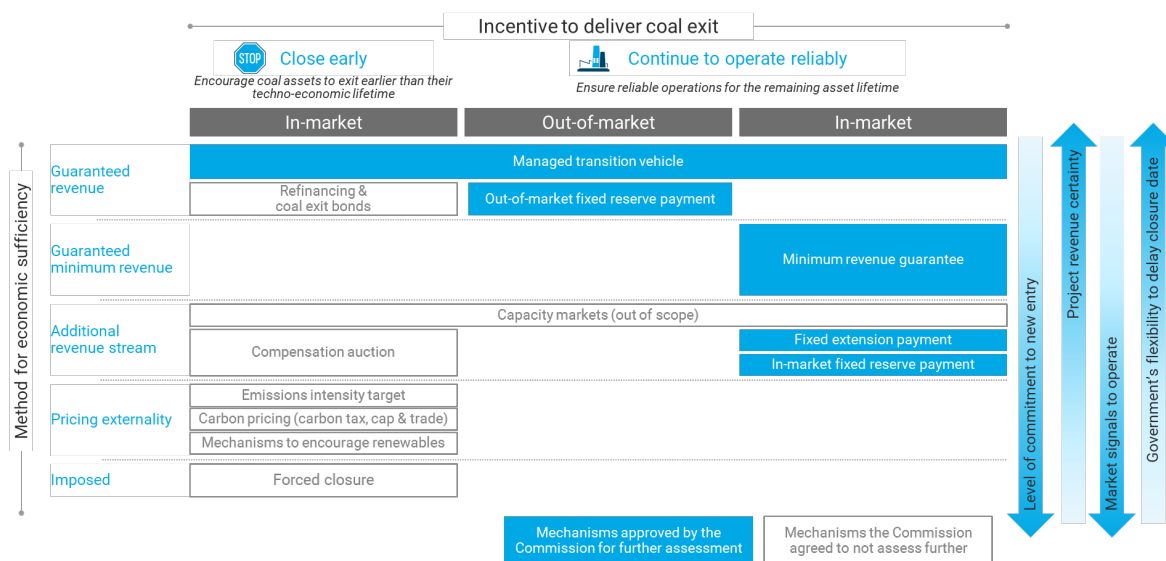 Incentive to deliver coal exit
STOP
Close early
Continue to operate reliably
Encourage coal assets to exit earlier than their
techno-economic lifetime
Ensure reliable operations for the remaining asset lifetime
In-market
Out-of-market
In-market
Method for economic sufficiency
Guaranteed
revenue
Managed transition vehicle
Refinancing &
coal exit bonds
Out-of-market fixed reserve payment
Guaranteed
minimum revenue
Minimum revenue guarantee
Additional
revenue stream
Capacity markets (out of scope)
Compensation auction
Fixed extension payment
In-market fixed reserve payment
Pricing externality
Emissions intensity target
Carbon pricing (carbon tax, cap & trade)
Mechanisms to encourage renewables
Imposed
Forced closure
Level of commitment to new entry
Project revenue certainty
Market signals to operate
Government's flexibility to delay closure date
Mechanisms approved by the
Commission for further assessment
Mechanisms the Commission
agreed to not assess further